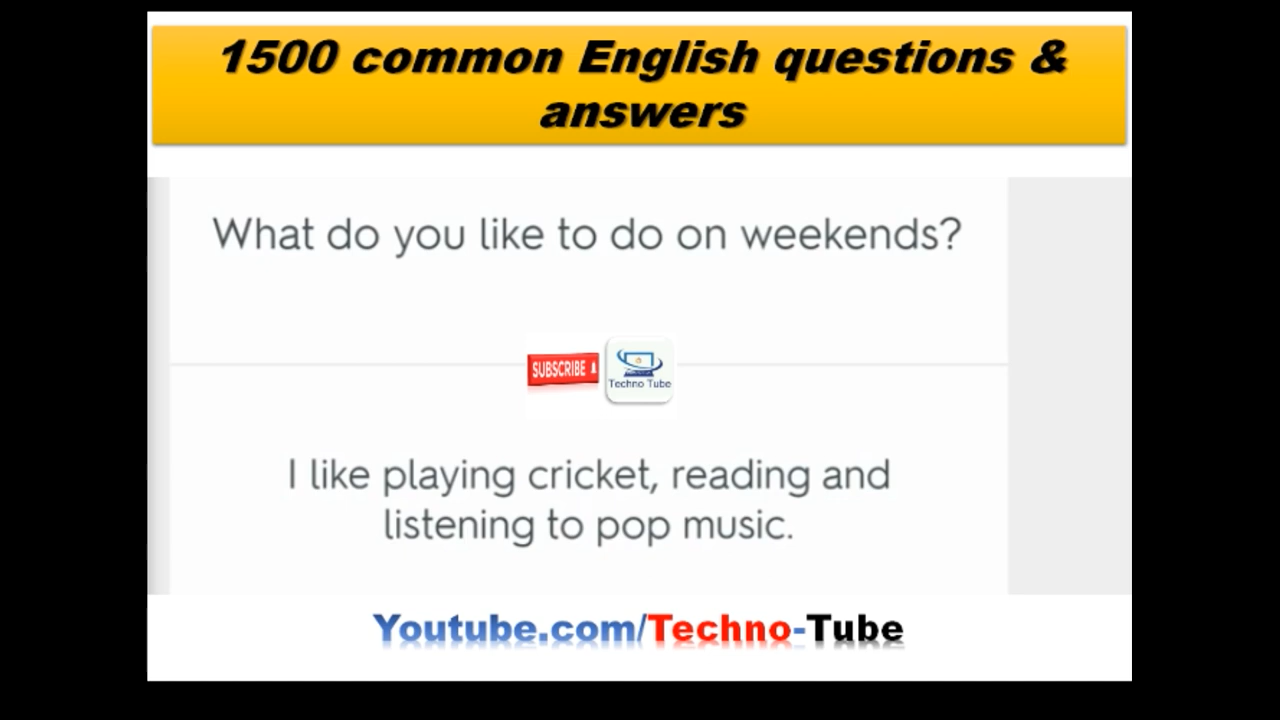 1500 common English questions &
answers
What do you like to do on weekends?
SUBSCRIBE
Techno Tube
I like playing cricket, reading and
listening to pop music.
Youtube.com/Techno-Tube